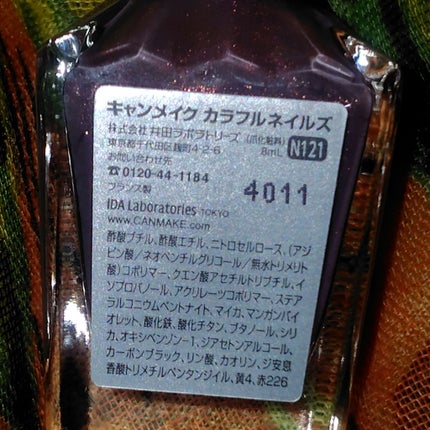 キャンメイク カラフルネイルズ
株式会社 井田ラボラトリーズ 〈爪化粧料〉
東京都千代田区麹町4-2-6 8mL N121
お問い合わせ先
☎0120-44-1184
フランス製 4011
IDA Laboratories TOKYO
www.CANMAKE.com
酢酸ブチル、酢酸エチル、ニトロセルロース、(アジ
ピン酸/ネオペンチルグリコール/無水トリメリト
酸)コポリマー、クエン酸アセチルトリブチル、イ
ソプロパノール、アクリレーツコポリマー、ステア
ラルコニウムベントナイト、マイカ、マンガンバイ
オレット、酸化鉄、酸化チタン、ブタノール、シリ
カ、オキシベンゾン-1、ジアセトンアルコール、
カーボンブラック、リン酸、カオリン、ジ安息
香酸トリメチルペンタンジイル、黄4、赤226